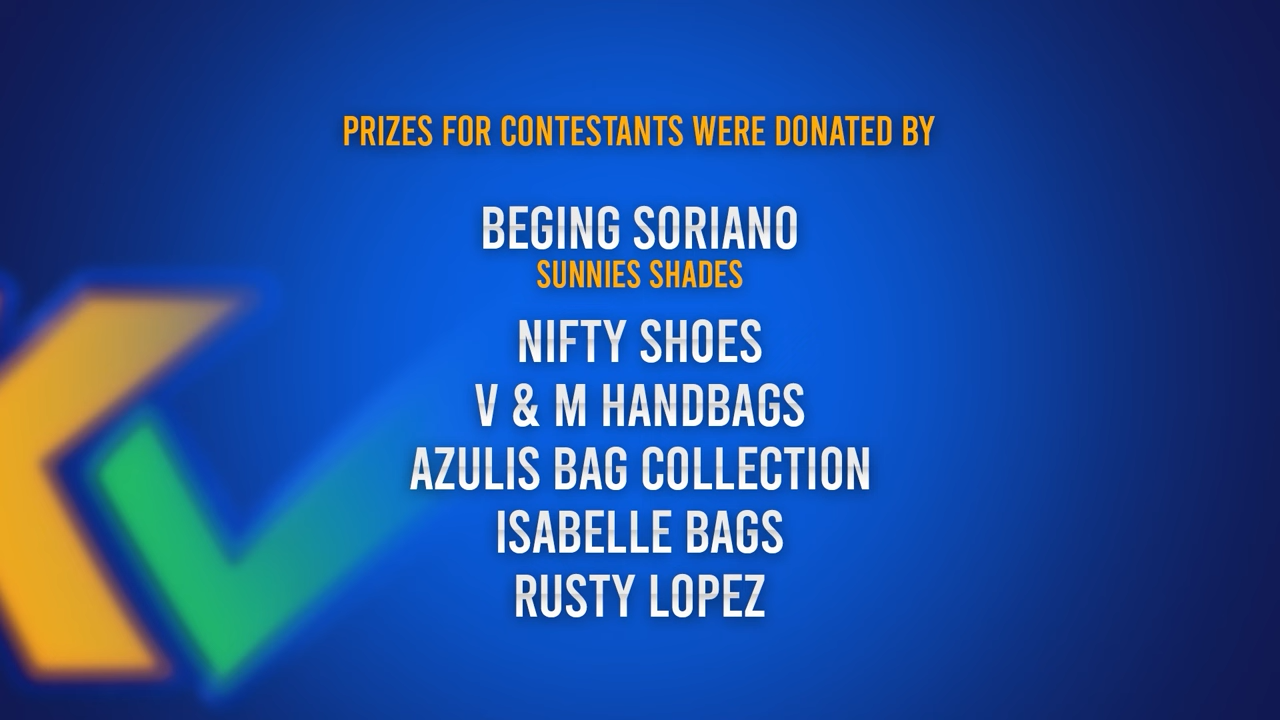 PRIZES FOR CONTESTANTS WERE DONATED BY
BEGING SORIANO
SUNNIES SHADES
NIFTY SHOES
V & M HANDBAGS
AZULIS BAG COLLECTION
ISABELLE BAGS
RUSTY LOPEZ